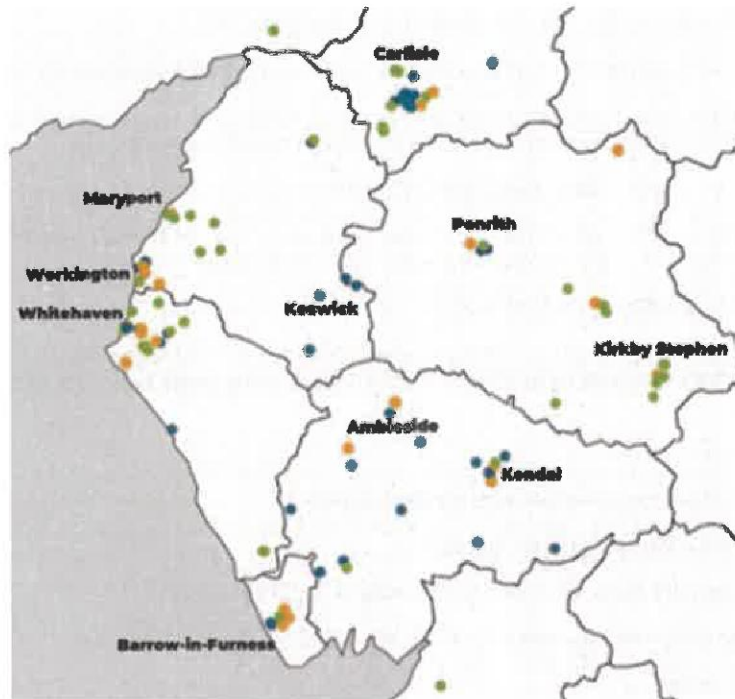 Carlisle
Maryport
Penrith
Workington
Keswick
Whitehaven
Kirkby Stephen
Ambleside
Kendal
Barrow-in-Furness